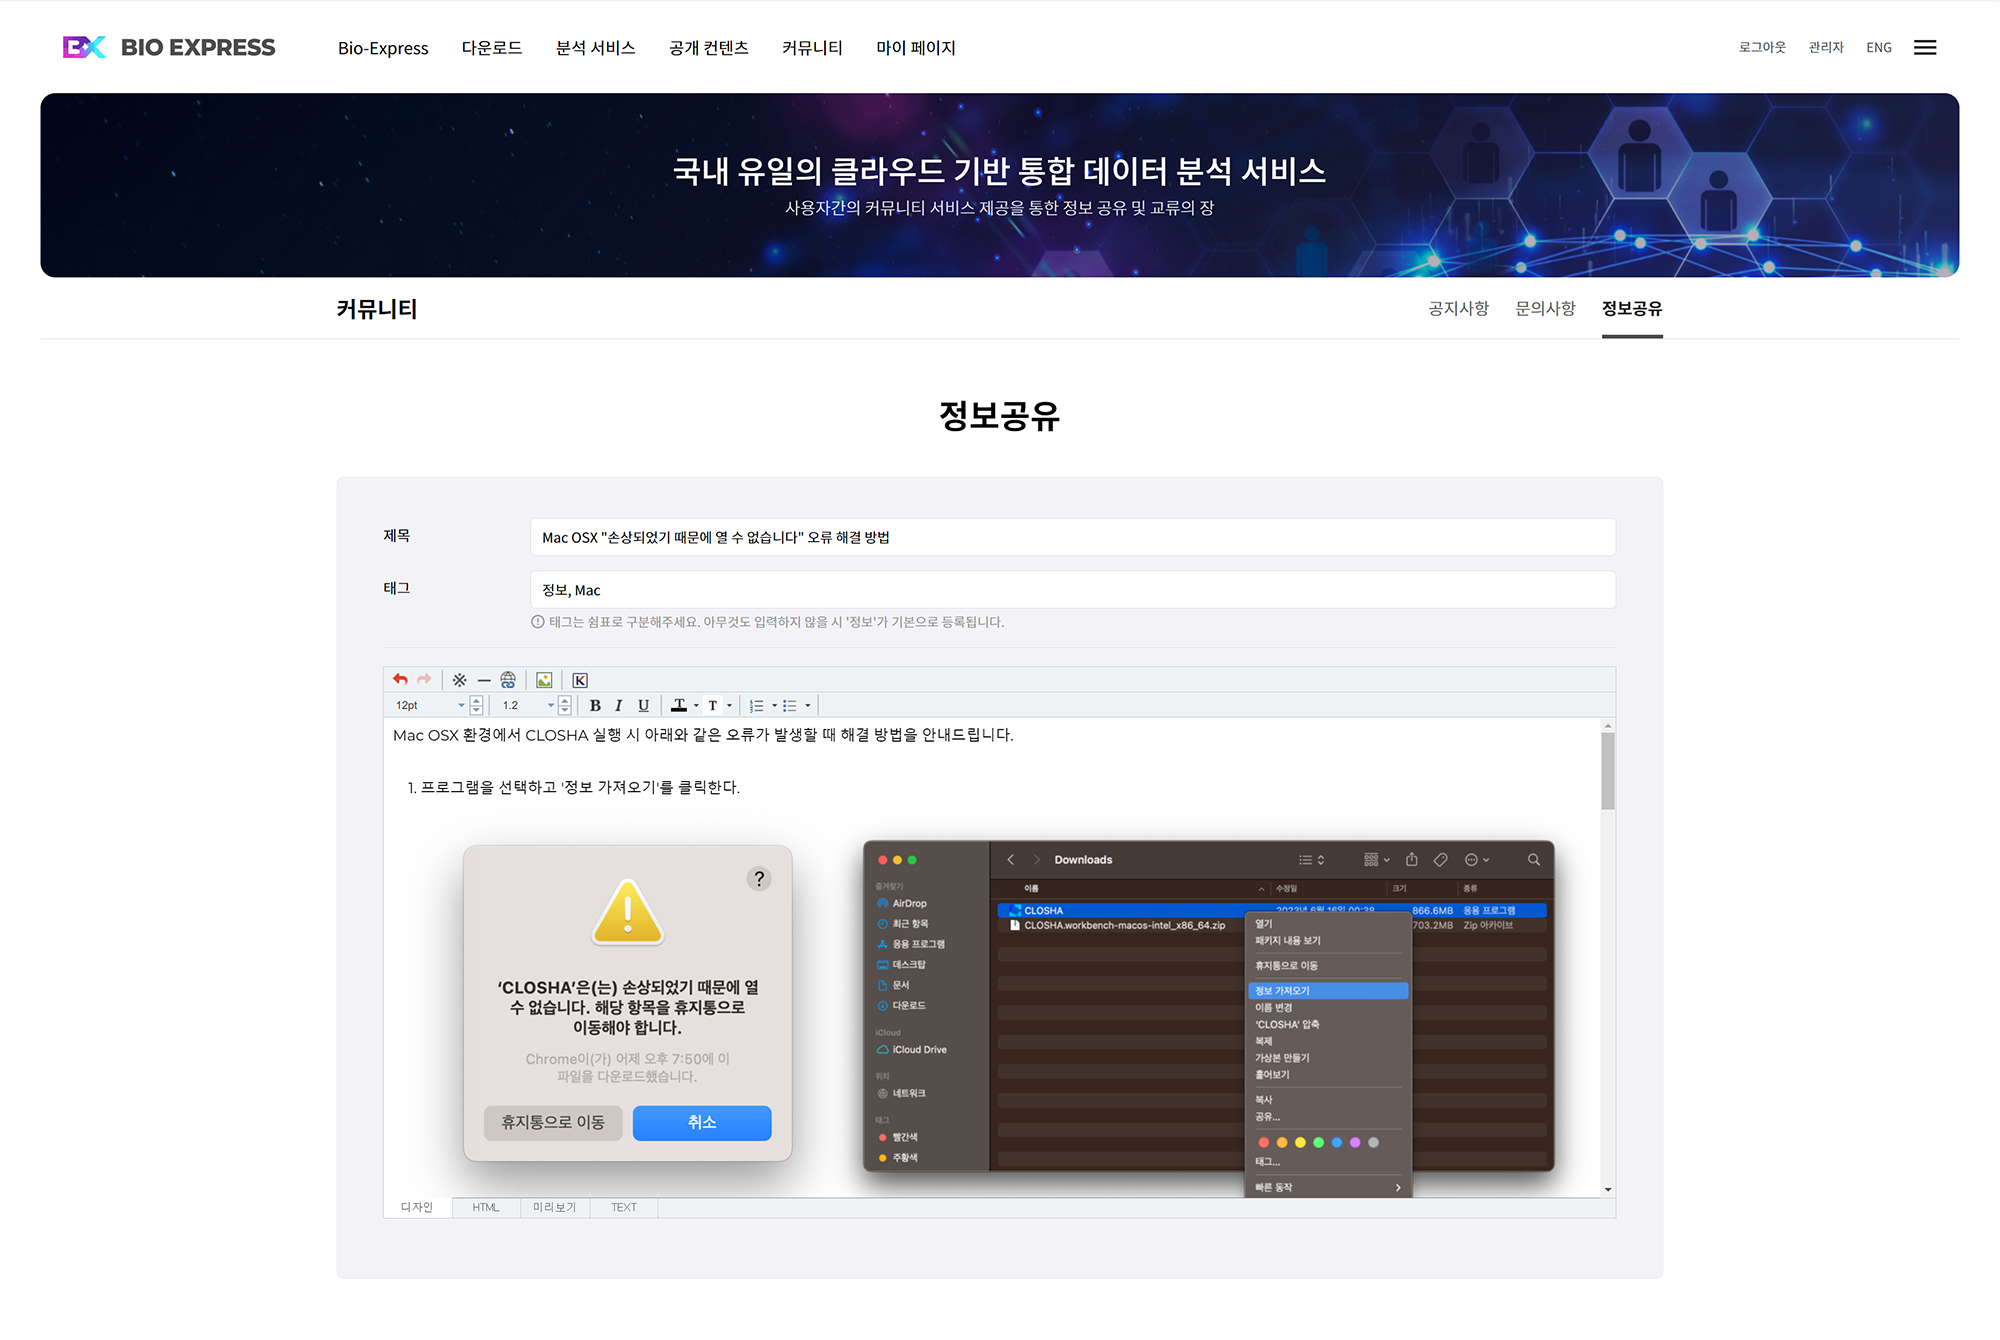 BIO EXPRESS
Bio-Express 다운로드 분석 서비스 공개 컨텐츠 커뮤니티 마이 페이지
로그아웃 관리자 ENG
국내 유일의 클라우드 기반 통합 데이터 분석 서비스
사용자간의 커뮤니티 서비스 제공을 통한 정보 공유 및 교류의 장
커뮤니티
공지사항 문의사항 정보공유
정보공유
제목
Mac OSX "손상되었기 때문에 열 수 없습니다" 오류 해결 방법
태그
정보, Mac
태그는 쉼표로 구분해주세요. 아무것도 입력하지 않을 시 '정보'가 기본으로 등록됩니다.
12pt 1.2 B I U T T
Mac OSX 환경에서 CLOSHA 실행 시 아래와 같은 오류가 발생할 때 해결 방법을 안내드립니다.
1. 프로그램을 선택하고 '정보 가져오기'를 클릭한다.
?
‘CLOSHA’은(는) 손상되었기 때문에 열
수 없습니다. 해당 항목을 휴지통으로
이동해야 합니다.
Chrome이(가) 어제 오후 7:50에 이
파일을 다운로드했습니다.
휴지통으로 이동 취소
즐겨찾기
AirDrop
최근 항목
응용 프로그램
데스크탑
문서
다운로드
iCloud
iCloud Drive
위치
네트워크
태그
빨간색
주황색
Downloads
이름 수정일 크기 종류
CLOSHA 2023년 6월 16일 00:38 866.6MB 응용 프로그램
CLOSHA.workbench-macos-intel_x86_64.zip 703.2MB Zip 아카이브
열기
패키지 내용 보기
휴지통으로 이동
정보 가져오기
이름 변경
‘CLOSHA’ 압축
복제
가상본 만들기
훑어보기
복사
공유...
태그...
빠른 동작
디자인 HTML 미리보기 TEXT